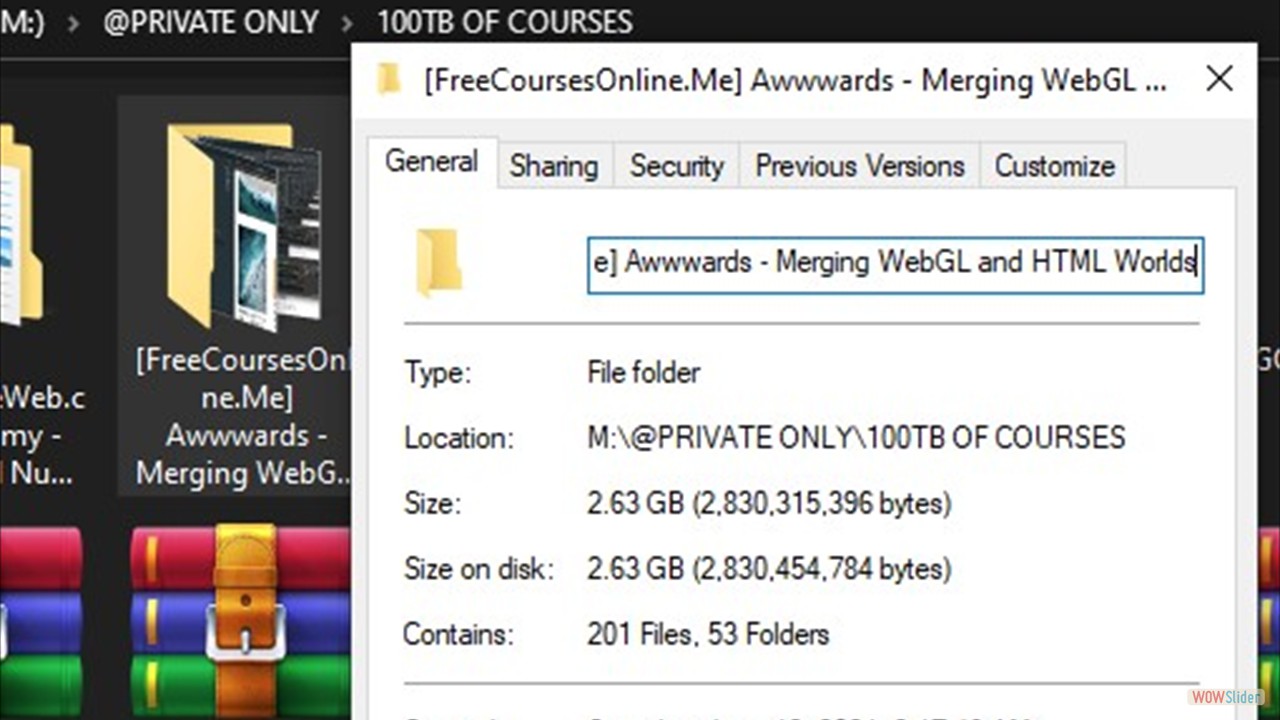 M:) > @PRIVATE ONLY > 100TB OF COURSES
[FreeCoursesOnline.Me] Awwwards - Merging WebGL ...
General Sharing Security Previous Versions Customize
e] Awwwards - Merging WebGL and HTML Worlds
Type: File folder
Location: M:\@PRIVATE ONLY\100TB OF COURSES
Size: 2.63 GB (2,830,315,396 bytes)
Size on disk: 2.63 GB (2,830,454,784 bytes)
Contains: 201 Files, 53 Folders
eWeb.c
my -
Nu...
[FreeCoursesOnl
ne.Me]
Awwwards -
Merging WebG...
WOWSlider